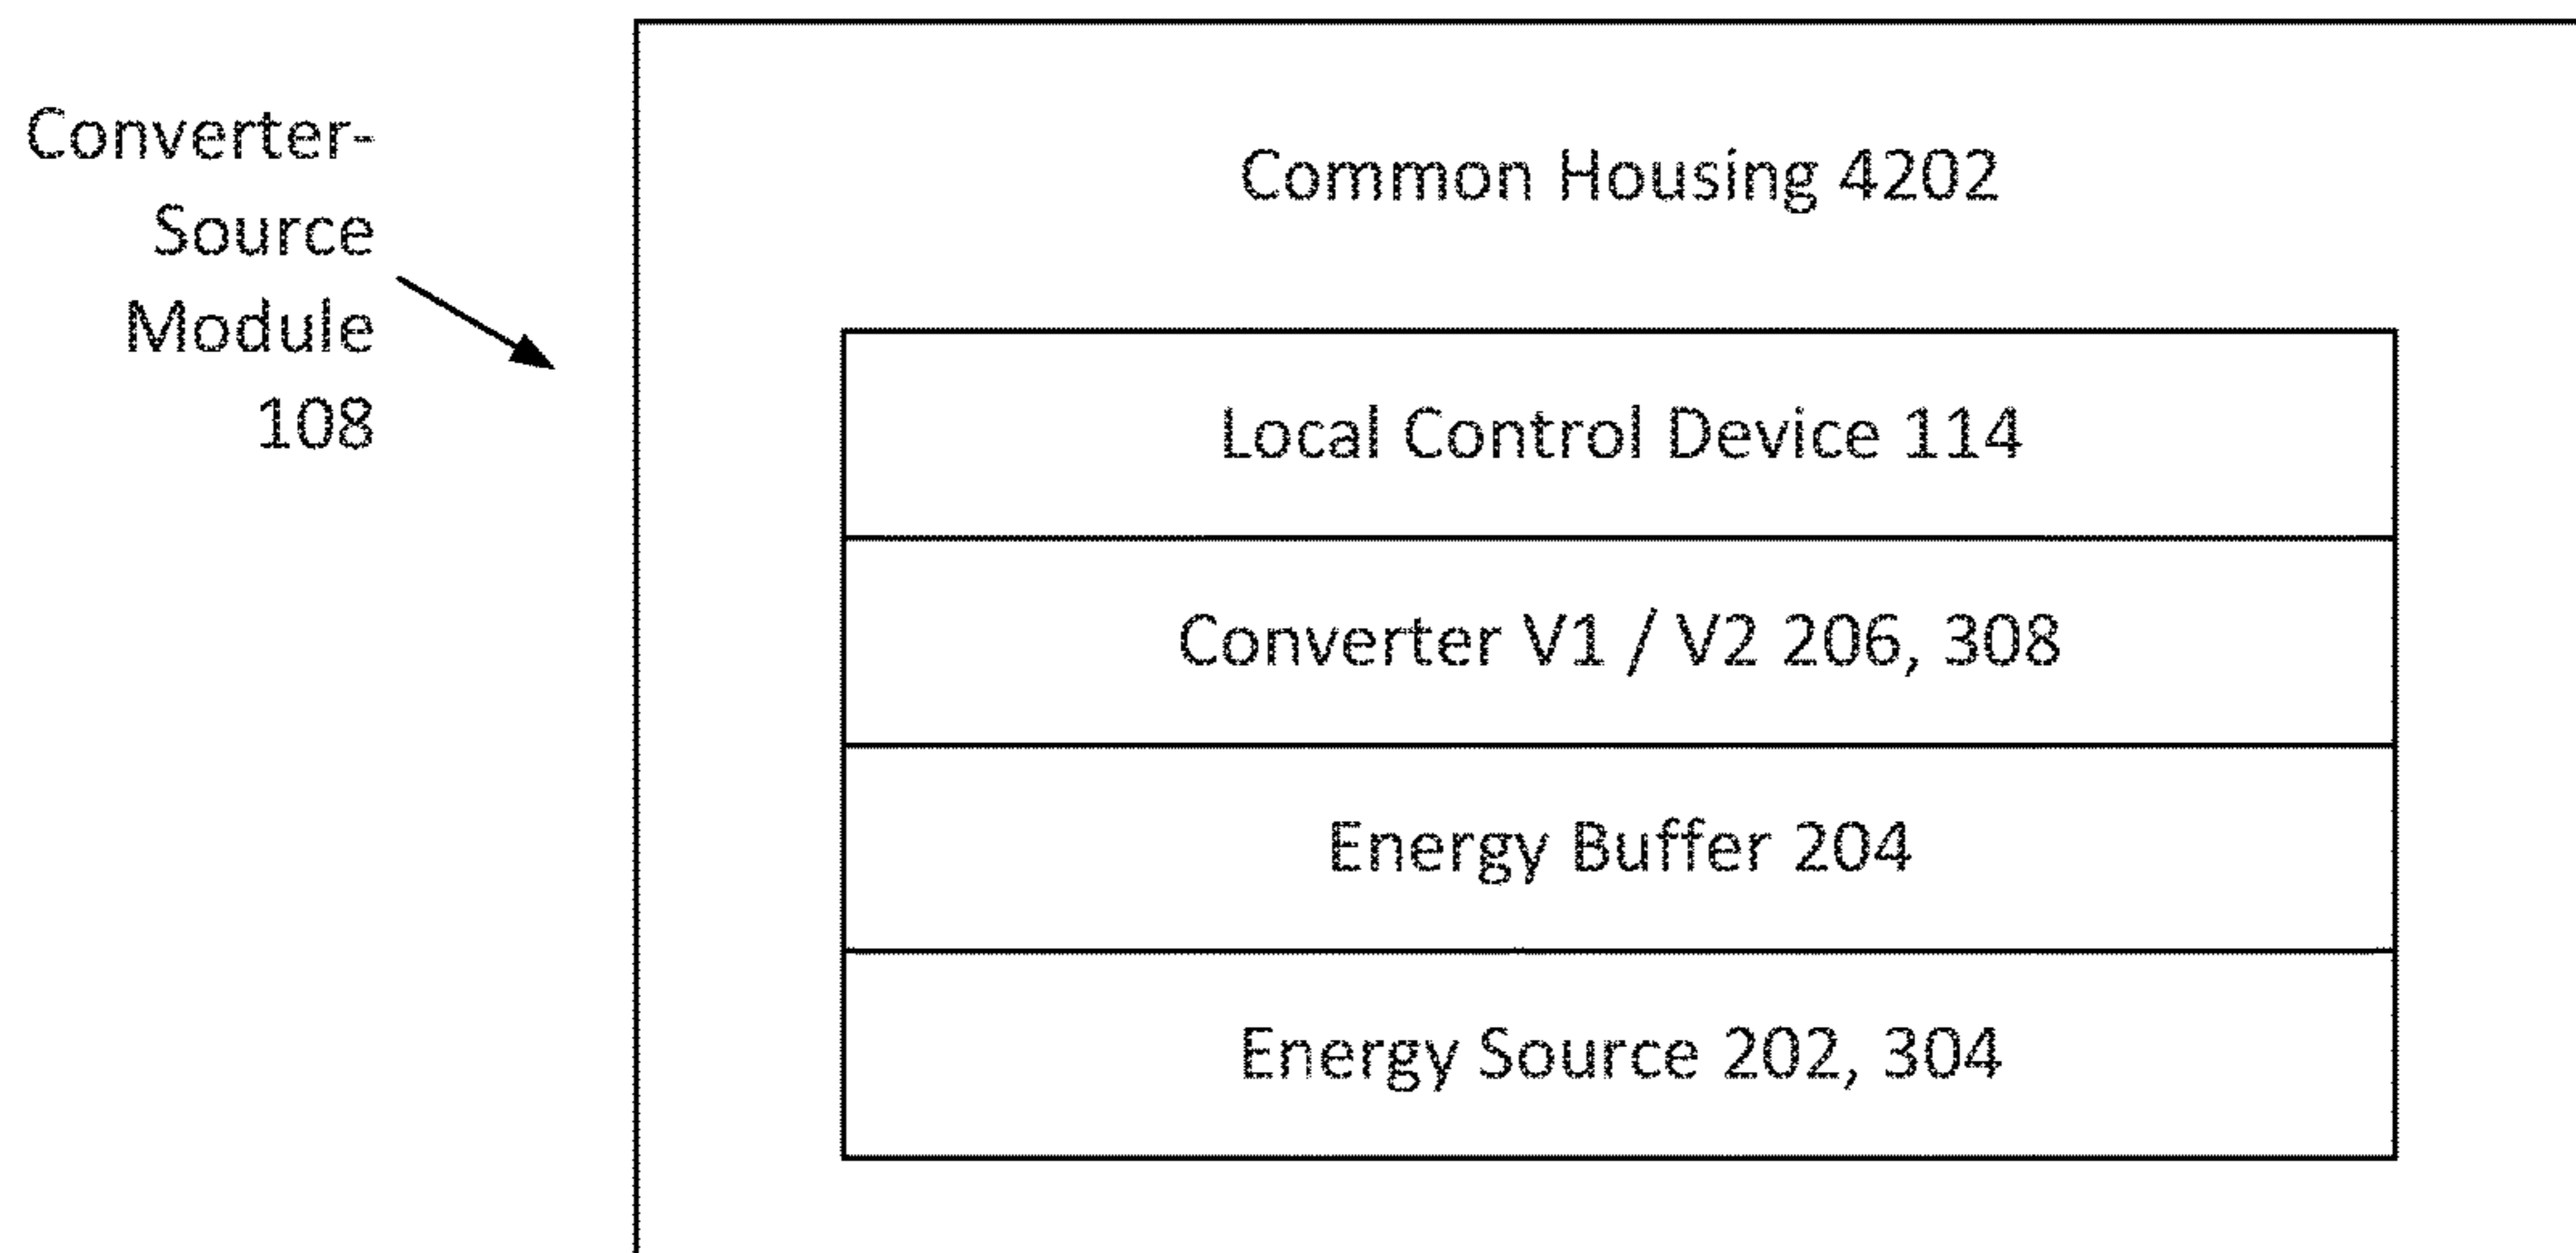 Converter-
Source
Module
108
Common Housing 4202
Local Control Device 114
Converter V1 / V2 206, 308
Energy Buffer 204
Energy Source 202, 304